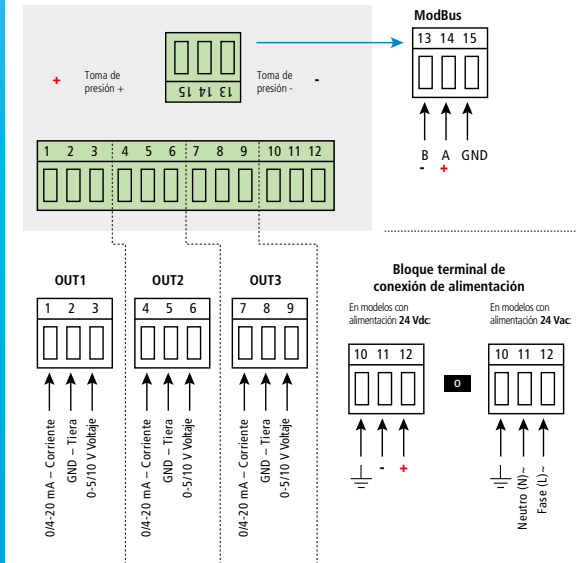 ModBus
13 14 15
B A GND
- +
+
Toma de
presión +
13 14 15
Toma de
presión -
-
1 2 3 4 5 6 7 8 9 10 11 12
OUT1
1 2 3
0/4-20 mA – Corriente
GND – Tiera
0-5/10 V Voltaje
OUT2
4 5 6
0/4-20 mA – Corriente
GND – Tiera
0-5/10 V Voltaje
OUT3
7 8 9
0/4-20 mA – Corriente
GND – Tiera
0-5/10 V Voltaje
Bloque terminal de
conexión de alimentación
En modelos con
alimentación 24 Vdc:
10 11 12
- +
o
En modelos con
alimentación 24 Vac:
10 11 12
Neutro (N)~
Fase (L)~